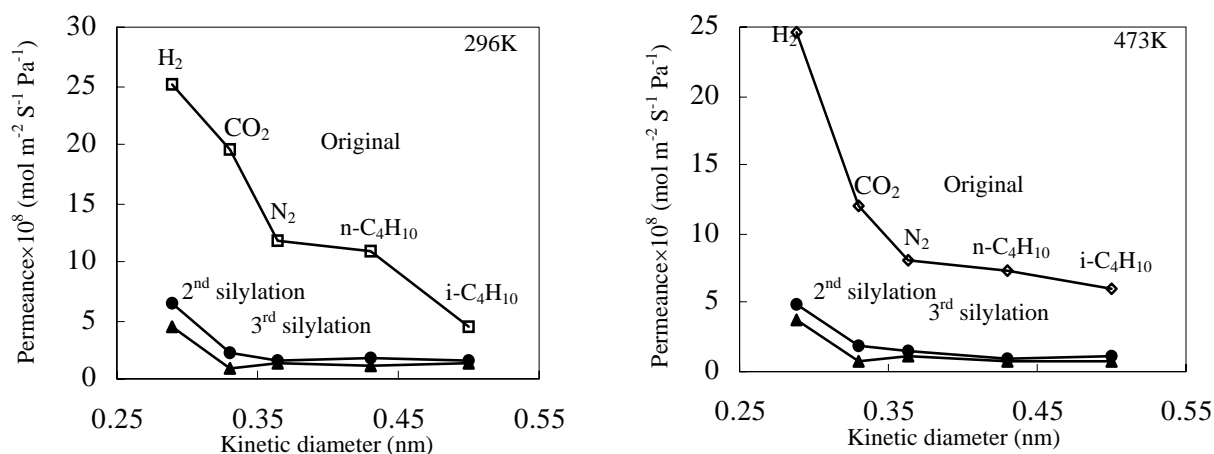 Permeance×10⁸ (mol m⁻² S⁻¹ Pa⁻¹)
30
25
20
15
10
5
0
296K
H₂
CO₂
Original
N₂
n-C₄H₁₀
i-C₄H₁₀
2ⁿᵈ silylation
3ʳᵈ silylation
0.25 0.35 0.45 0.55
Kinetic diameter (nm)
Permeance×10⁸ (mol m⁻² S⁻¹ Pa⁻¹)
25
20
15
10
5
0
473K
H₂
CO₂
Original
N₂
n-C₄H₁₀
i-C₄H₁₀
2ⁿᵈ silylation
3ʳᵈ silylation
0.25 0.35 0.45 0.55
Kinetic diameter (nm)